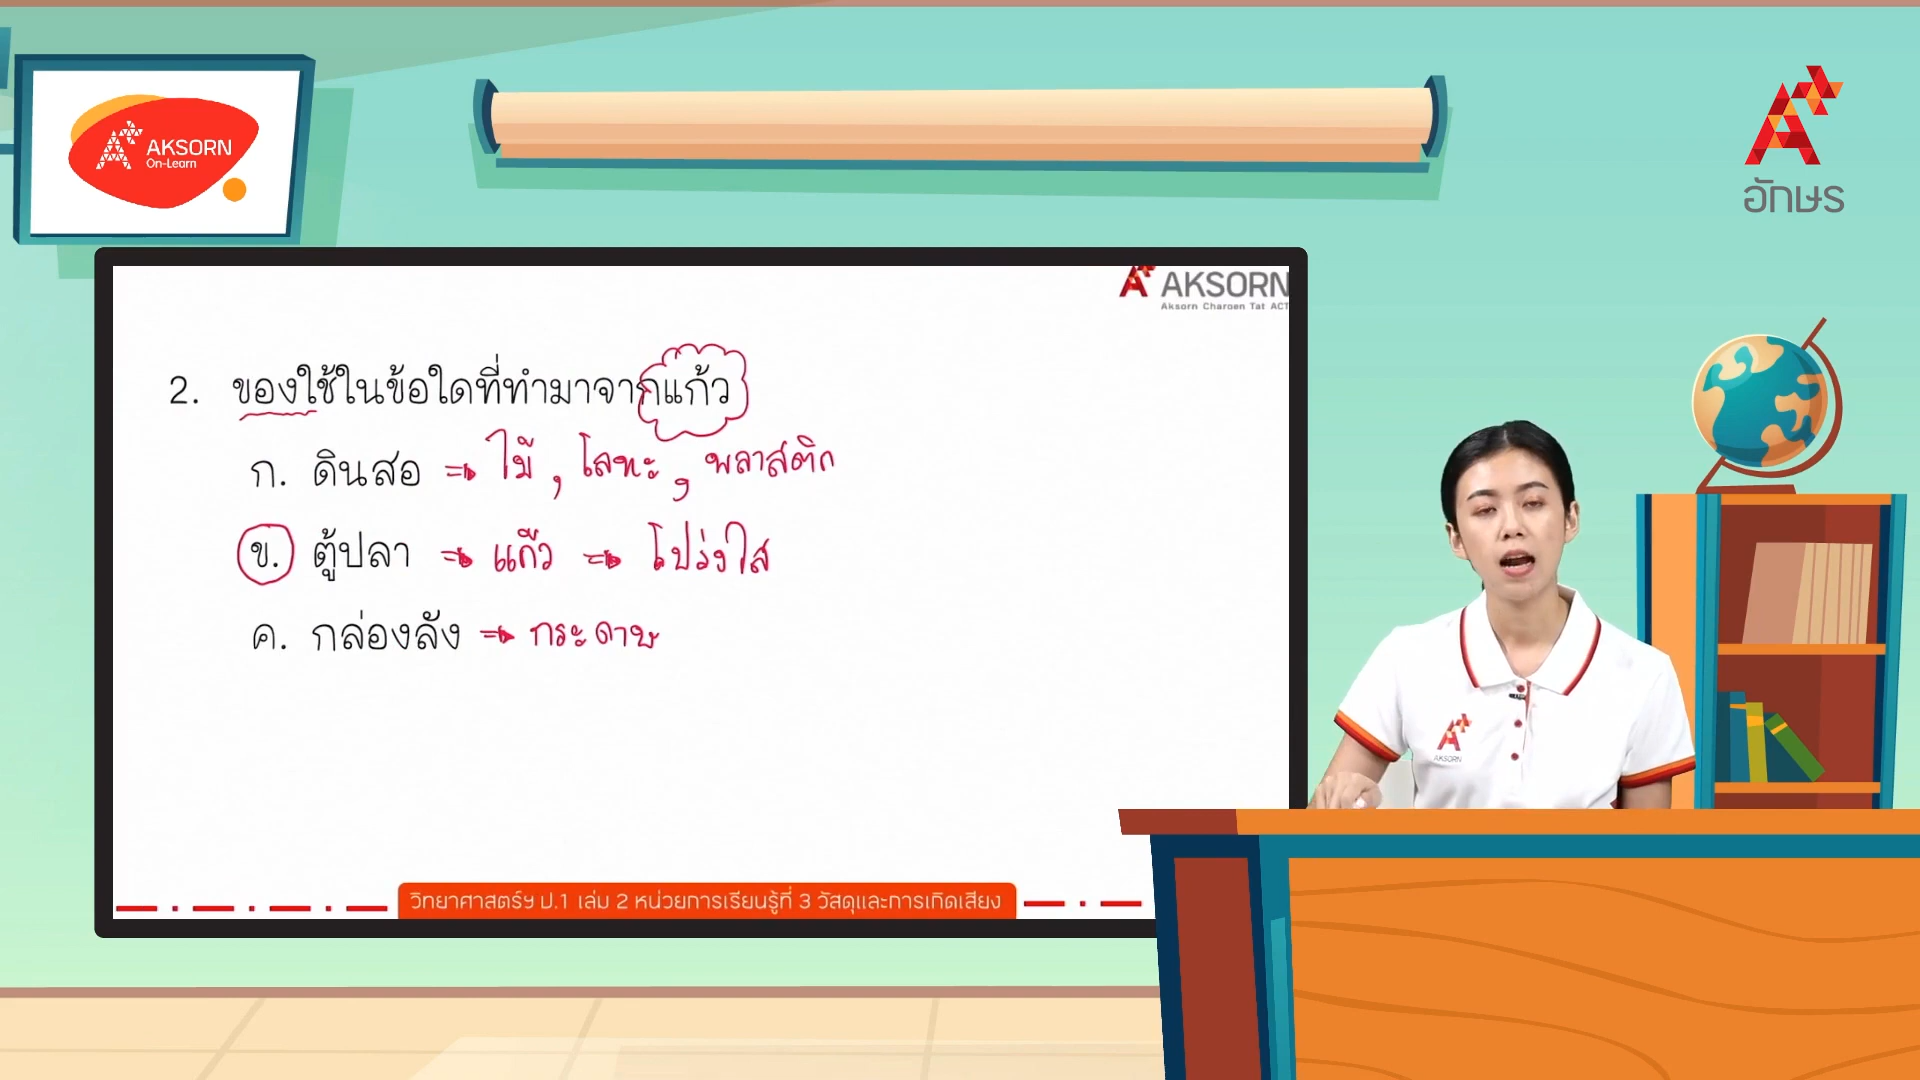 AKSORN
On-Learn
อักษร
AKSORN
Aksorn Charoen Tat ACT
2. ของใช้ในข้อใดที่ทำมาจากแก้ว
ก. ดินสอ ⇒ ไม้ , โลหะ , พลาสติก
ข. ตู้ปลา ⇒ แก้ว ⇒ โปร่งใส
ค. กล่องลัง ⇒ กระดาษ
AKSORN
วิทยาศาสตร์ฯ ป.1 เล่ม 2 หน่วยการเรียนรู้ที่ 3 วัสดุและการเกิดเสียง